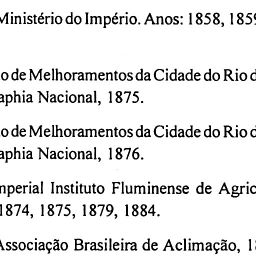 Ministério do Império. Anos: 1858, 1859
o de Melhoramentos da Cidade do Rio d
aphia Nacional, 1875.
o de Melhoramentos da Cidade do Rio d
aphia Nacional, 1876.
mperial Instituto Fluminense de Agric
1874, 1875, 1879, 1884.
Associação Brasileira de Aclimação, 1